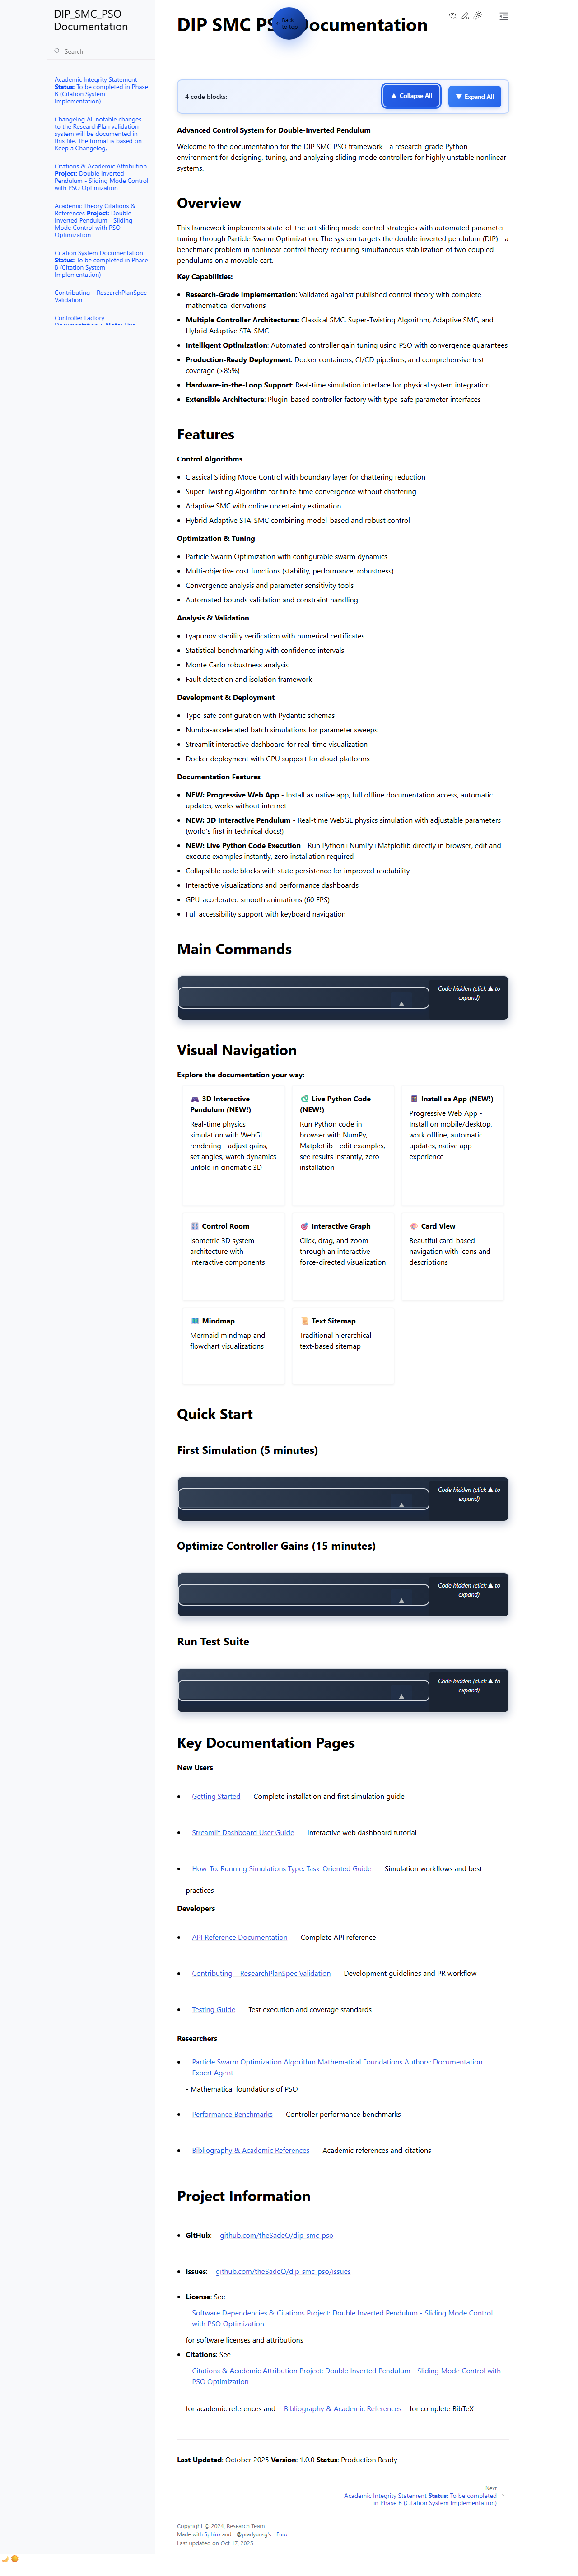 DIP_SMC_PSO
Documentation
Search
Academic Integrity Statement
Status: To be completed in Phase
8 (Citation System
Implementation)
Changelog All notable changes
to the ResearchPlan validation
system will be documented in
this file. The format is based on
Keep a Changelog.
Citations & Academic Attribution
Project: Double Inverted
Pendulum - Sliding Mode Control
with PSO Optimization
Academic Theory Citations &
References Project: Double
Inverted Pendulum - Sliding
Mode Control with PSO
Optimization
Citation System Documentation
Status: To be completed in Phase
8 (Citation System
Implementation)
Contributing – ResearchPlanSpec
Validation
Controller Factory
DIP SMC PSO Documentation
Back
to top
4 code blocks:
▲ Collapse All
▼ Expand All
Advanced Control System for Double-Inverted Pendulum
Welcome to the documentation for the DIP SMC PSO framework - a research-grade Python
environment for designing, tuning, and analyzing sliding mode controllers for highly unstable nonlinear
systems.
Overview
This framework implements state-of-the-art sliding mode control strategies with automated parameter
tuning through Particle Swarm Optimization. The system targets the double-inverted pendulum (DIP) - a
benchmark problem in nonlinear control theory requiring simultaneous stabilization of two coupled
pendulums on a movable cart.
Key Capabilities:
• Research-Grade Implementation: Validated against published control theory with complete
mathematical derivations
• Multiple Controller Architectures: Classical SMC, Super-Twisting Algorithm, Adaptive SMC, and
Hybrid Adaptive STA-SMC
• Intelligent Optimization: Automated controller gain tuning using PSO with convergence guarantees
• Production-Ready Deployment: Docker containers, CI/CD pipelines, and comprehensive test
coverage (>85%)
• Hardware-in-the-Loop Support: Real-time simulation interface for physical system integration
• Extensible Architecture: Plugin-based controller factory with type-safe parameter interfaces
Features
Control Algorithms
• Classical Sliding Mode Control with boundary layer for chattering reduction
• Super-Twisting Algorithm for finite-time convergence without chattering
• Adaptive SMC with online uncertainty estimation
• Hybrid Adaptive STA-SMC combining model-based and robust control
Optimization & Tuning
• Particle Swarm Optimization with configurable swarm dynamics
• Multi-objective cost functions (stability, performance, robustness)
• Convergence analysis and parameter sensitivity tools
• Automated bounds validation and constraint handling
Analysis & Validation
• Lyapunov stability verification with numerical certificates
• Statistical benchmarking with confidence intervals
• Monte Carlo robustness analysis
• Fault detection and isolation framework
Development & Deployment
• Type-safe configuration with Pydantic schemas
• Numba-accelerated batch simulations for parameter sweeps
• Streamlit interactive dashboard for real-time visualization
• Docker deployment with GPU support for cloud platforms
Documentation Features
• NEW: Progressive Web App - Install as native app, full offline documentation access, automatic
updates, works without internet
• NEW: 3D Interactive Pendulum - Real-time WebGL physics simulation with adjustable parameters
(world's first in technical docs!)
• NEW: Live Python Code Execution - Run Python+NumPy+Matplotlib directly in browser, edit and
execute examples instantly, zero installation required
• Collapsible code blocks with state persistence for improved readability
• Interactive visualizations and performance dashboards
• GPU-accelerated smooth animations (60 FPS)
• Full accessibility support with keyboard navigation
Main Commands
▲
Code hidden (click ▲ to
expand)
Visual Navigation
Explore the documentation your way:
🎮 3D Interactive
Pendulum (NEW!)
Real-time physics
simulation with WebGL
rendering - adjust gains,
set angles, watch dynamics
unfold in cinematic 3D
Live Python Code
(NEW!)
Run Python code in
browser with NumPy,
Matplotlib - edit examples,
see results instantly, zero
installation
Install as App (NEW!)
Progressive Web App -
Install on mobile/desktop,
work offline, automatic
updates, native app
experience
Control Room
Isometric 3D system
architecture with
interactive components
Interactive Graph
Click, drag, and zoom
through an interactive
force-directed visualization
Card View
Beautiful card-based
navigation with icons and
descriptions
Mindmap
Mermaid mindmap and
flowchart visualizations
Text Sitemap
Traditional hierarchical
text-based sitemap
Quick Start
First Simulation (5 minutes)
▲
Code hidden (click ▲ to
expand)
Optimize Controller Gains (15 minutes)
▲
Code hidden (click ▲ to
expand)
Run Test Suite
▲
Code hidden (click ▲ to
expand)
Key Documentation Pages
New Users
• Getting Started - Complete installation and first simulation guide
• Streamlit Dashboard User Guide - Interactive web dashboard tutorial
• How-To: Running Simulations Type: Task-Oriented Guide - Simulation workflows and best
practices
Developers
• API Reference Documentation - Complete API reference
• Contributing – ResearchPlanSpec Validation - Development guidelines and PR workflow
• Testing Guide - Test execution and coverage standards
Researchers
• Particle Swarm Optimization Algorithm Mathematical Foundations Authors: Documentation
Expert Agent
- Mathematical foundations of PSO
• Performance Benchmarks - Controller performance benchmarks
• Bibliography & Academic References - Academic references and citations
Project Information
• GitHub: github.com/theSadeQ/dip-smc-pso
• Issues: github.com/theSadeQ/dip-smc-pso/issues
• License: See
Software Dependencies & Citations Project: Double Inverted Pendulum - Sliding Mode Control
with PSO Optimization
for software licenses and attributions
• Citations: See
Citations & Academic Attribution Project: Double Inverted Pendulum - Sliding Mode Control with
PSO Optimization
for academic references and Bibliography & Academic References for complete BibTeX
Last Updated: October 2025 Version: 1.0.0 Status: Production Ready
Next
Academic Integrity Statement Status: To be completed
in Phase 8 (Citation System Implementation)
Copyright © 2024, Research Team
Made with Sphinx and @pradyunsg's Furo
Last updated on Oct 17, 2025